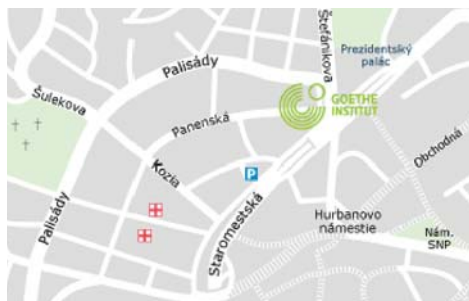 Štefánikova
Prezidentský
palác
Palisády
GOETHE
INSTITUT
Šulekova
Panenská
Obchodná
Kozia
P
Palisády
Staromestská
Hurbanovo
námestie
Nám.
SNP